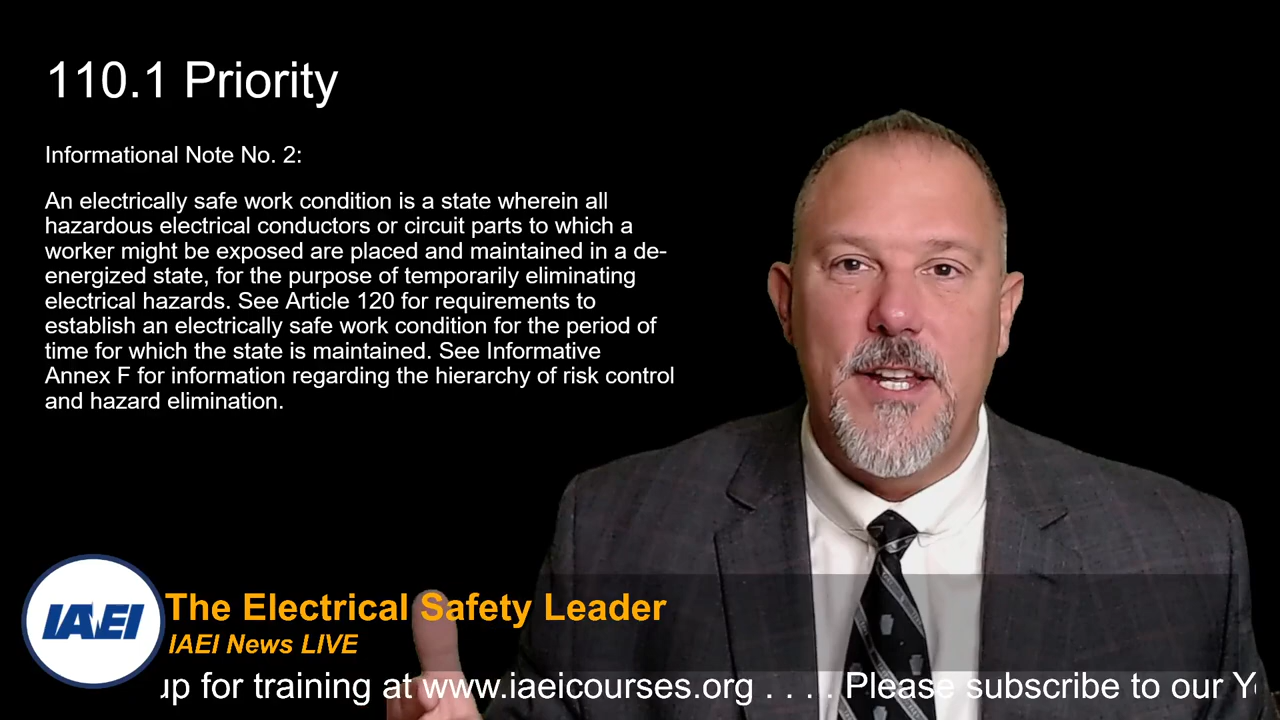 110.1 Priority
Informational Note No. 2:
An electrically safe work condition is a state wherein all
hazardous electrical conductors or circuit parts to which a
worker might be exposed are placed and maintained in a de-
energized state, for the purpose of temporarily eliminating
electrical hazards. See Article 120 for requirements to
establish an electrically safe work condition for the period of
time for which the state is maintained. See Informative
Annex F for information regarding the hierarchy of risk control
and hazard elimination.
IAEI
The Electrical Safety Leader
IAEI News LIVE
up for training at www.iaeicourses.org . . . . Please subscribe to our